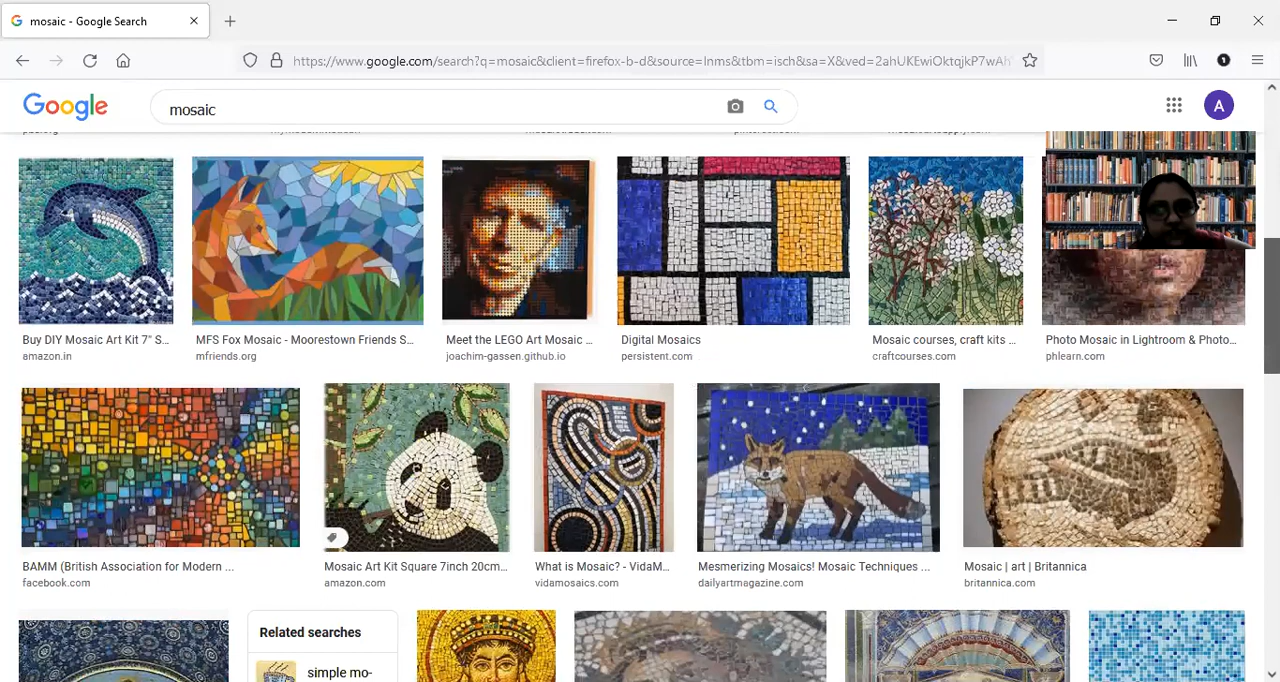 mosaic - Google Search
https://www.google.com/search?q=mosaic&client=firefox-b-d&source=lnms&tbm=isch&sa=X&ved=2ahUKEwiOktqjkP7wAh
Google
mosaic
A
Buy DIY Mosaic Art Kit 7" S...
amazon.in
MFS Fox Mosaic - Moorestown Friends S...
mfriends.org
Meet the LEGO Art Mosaic ...
joachim-gassen.github.io
Digital Mosaics
persistent.com
Mosaic courses, craft kits ...
craftcourses.com
Photo Mosaic in Lightroom & Photo...
phlearn.com
BAMM (British Association for Modern ...
facebook.com
Mosaic Art Kit Square 7inch 20cm...
amazon.com
What is Mosaic? - VidaM...
vidamosaics.com
Mesmerizing Mosaics! Mosaic Techniques ...
dailyartmagazine.com
Mosaic | art | Britannica
britannica.com
Related searches
simple mo-